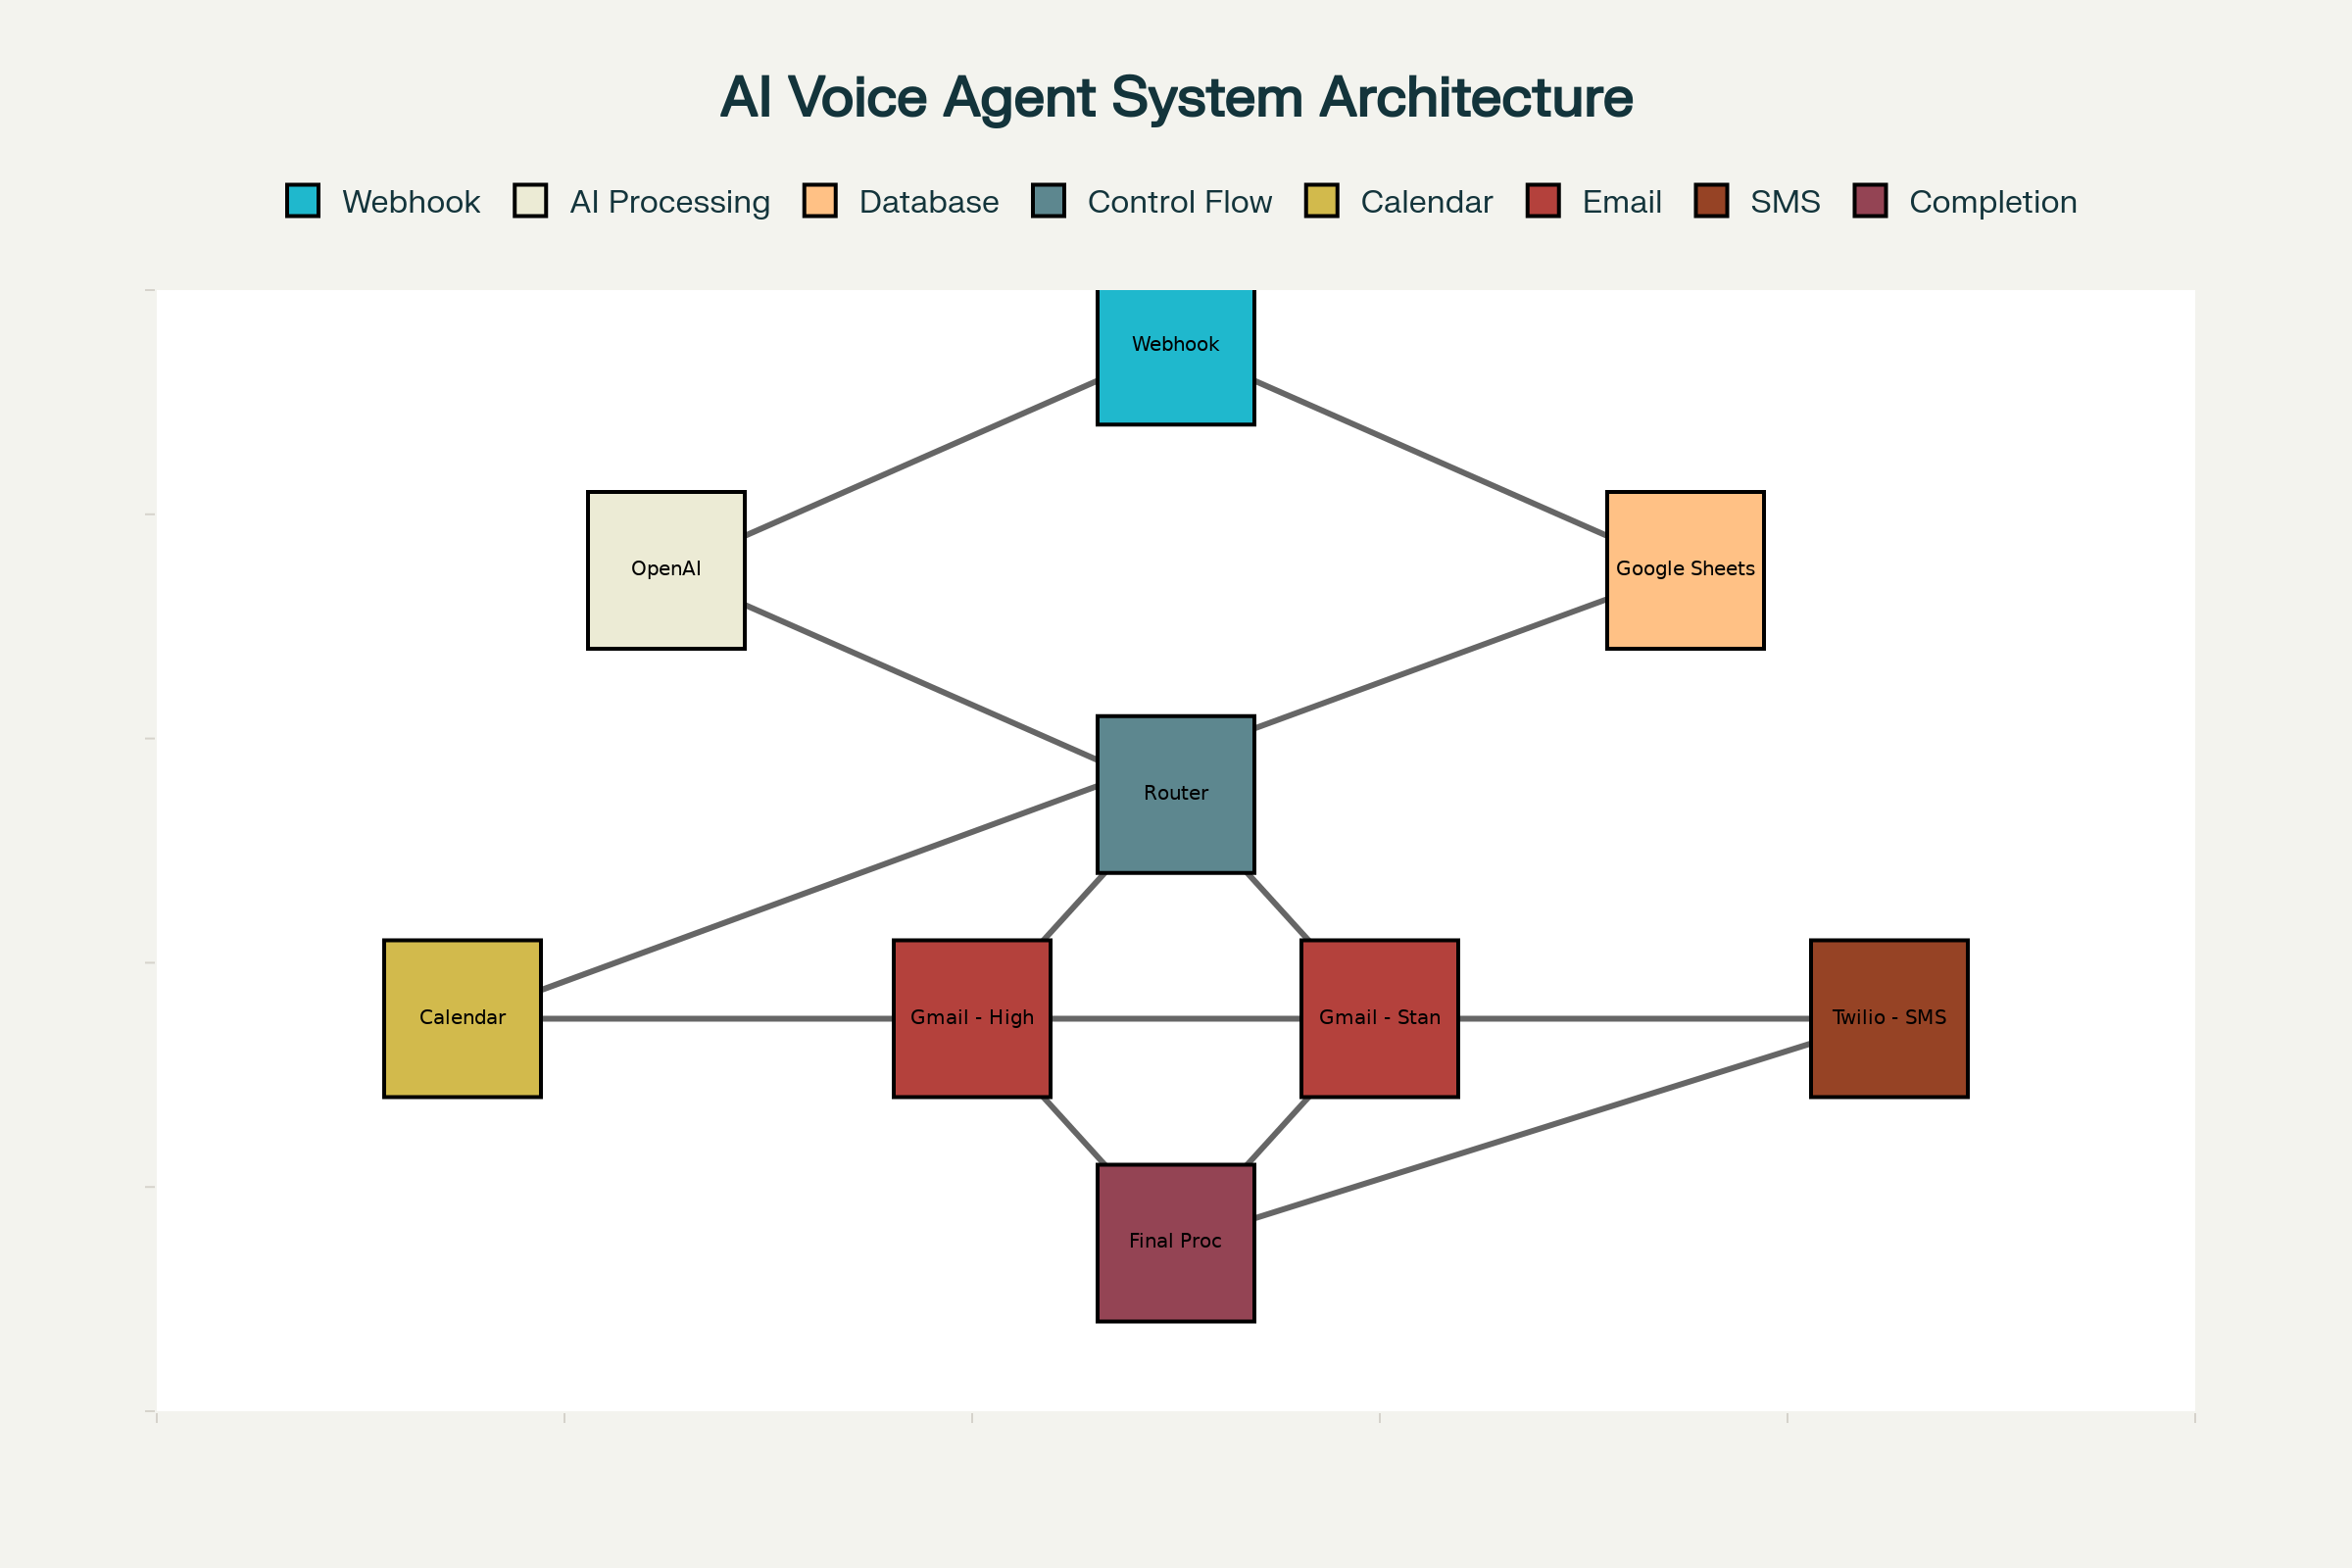 AI Voice Agent System Architecture
Webhook AI Processing Database Control Flow Calendar Email SMS Completion
Webhook
OpenAI Google Sheets
Router
Calendar Gmail - High Gmail - Stan Twilio - SMS
Final Proc